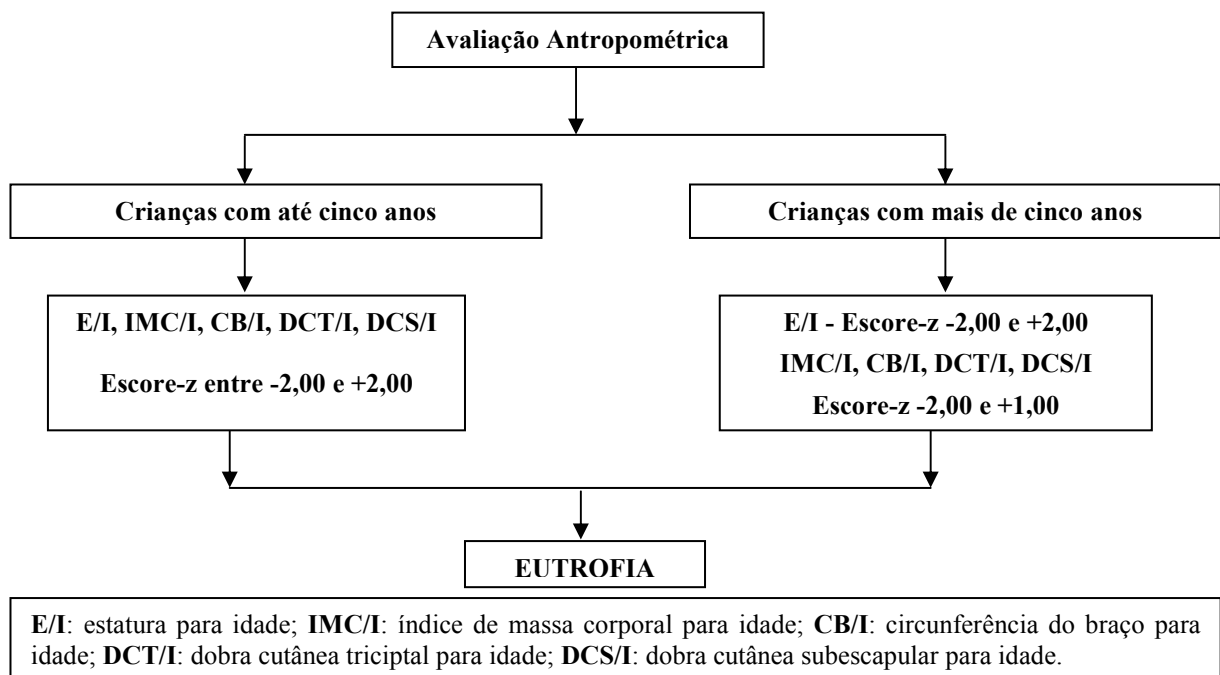 Avaliação Antropométrica
Crianças com até cinco anos
Crianças com mais de cinco anos
E/I, IMC/I, CB/I, DCT/I, DCS/I
Escore-z entre -2,00 e +2,00
E/I - Escore-z -2,00 e +2,00
IMC/I, CB/I, DCT/I, DCS/I
Escore-z -2,00 e +1,00
EUTROFIA
E/I: estatura para idade; IMC/I: índice de massa corporal para idade; CB/I: circunferência do braço para
idade; DCT/I: dobra cutânea triciptal para idade; DCS/I: dobra cutânea subescapular para idade.